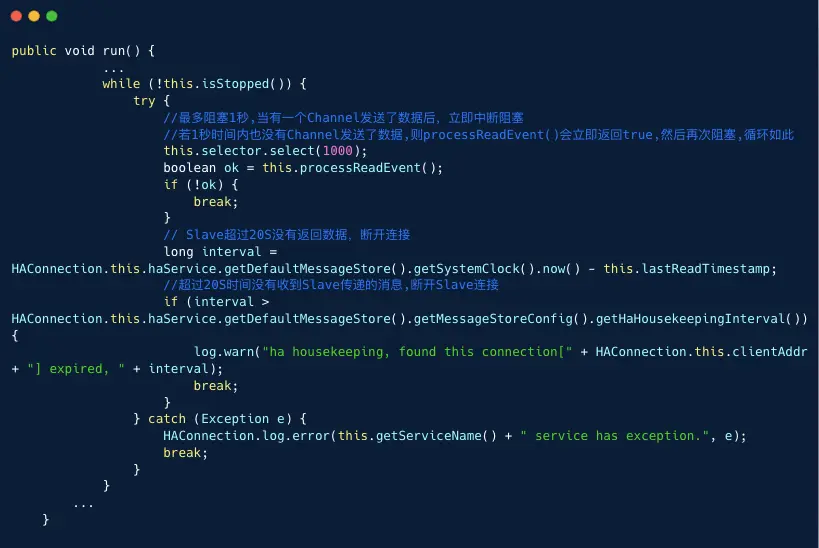 public void run() {
...
while (!this.isStopped()) {
try {
//最多阻塞1秒,当有一个Channel发送了数据后，立即中断阻塞
//若1秒时间内也没有Channel发送了数据,则processReadEvent()会立即返回true,然后再次阻塞,循环如此
this.selector.select(1000);
boolean ok = this.processReadEvent();
if (!ok) {
break;
}
// Slave超过20S没有返回数据，断开连接
long interval =
HAConnection.this.haService.getDefaultMessageStore().getSystemClock().now() - this.lastReadTimestamp;
//超过20S时间没有收到Slave传递的消息,断开Slave连接
if (interval >
HAConnection.this.haService.getDefaultMessageStore().getMessageStoreConfig().getHaHousekeepingInterval())
{
log.warn("ha housekeeping, found this connection[" + HAConnection.this.clientAddr
+ "] expired, " + interval);
break;
}
} catch (Exception e) {
HAConnection.log.error(this.getServiceName() + " service has exception.", e);
break;
}
}
...
}